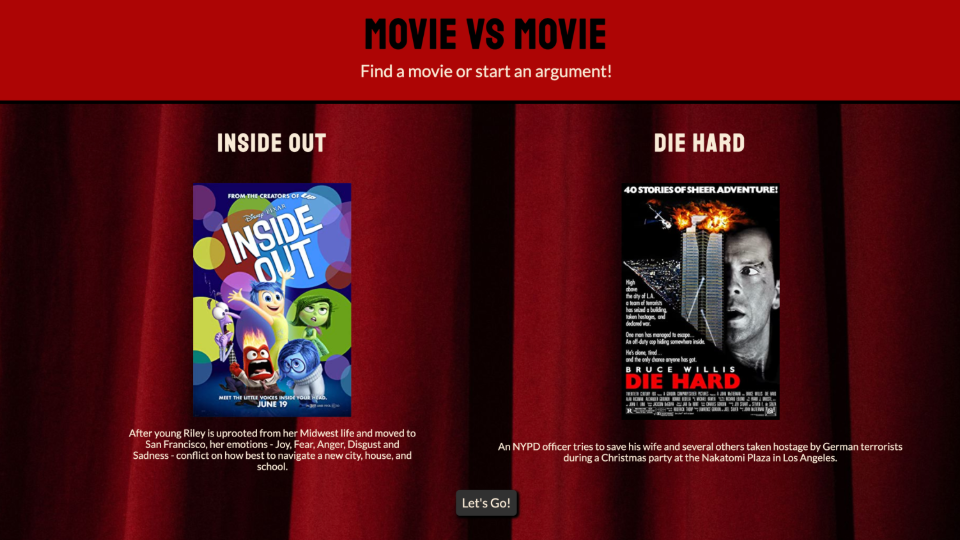 MOVIE VS MOVIE
Find a movie or start an argument!
INSIDE OUT
FROM THE CREATORS OF UP
DISNEY PIXAR
INSIDE
OUT
MEET THE LITTLE VOICES INSIDE YOUR HEAD.
JUNE 19
After young Riley is uprooted from her Midwest life and moved to
San Francisco, her emotions - Joy, Fear, Anger, Disgust and
Sadness - conflict on how best to navigate a new city, house, and
school.
DIE HARD
40 STORIES OF SHEER ADVENTURE!
High
above
the city of L.A.
a team of terrorists
has seized a building,
taken hostages, and
declared war.
One man has managed to escape...
An off-duty cop hiding somewhere inside.
He's alone, tired...
and the only chance anyone has got.
BRUCE WILLIS
DIE HARD
An NYPD officer tries to save his wife and several others taken hostage by German terrorists
during a Christmas party at the Nakatomi Plaza in Los Angeles.
Let's Go!